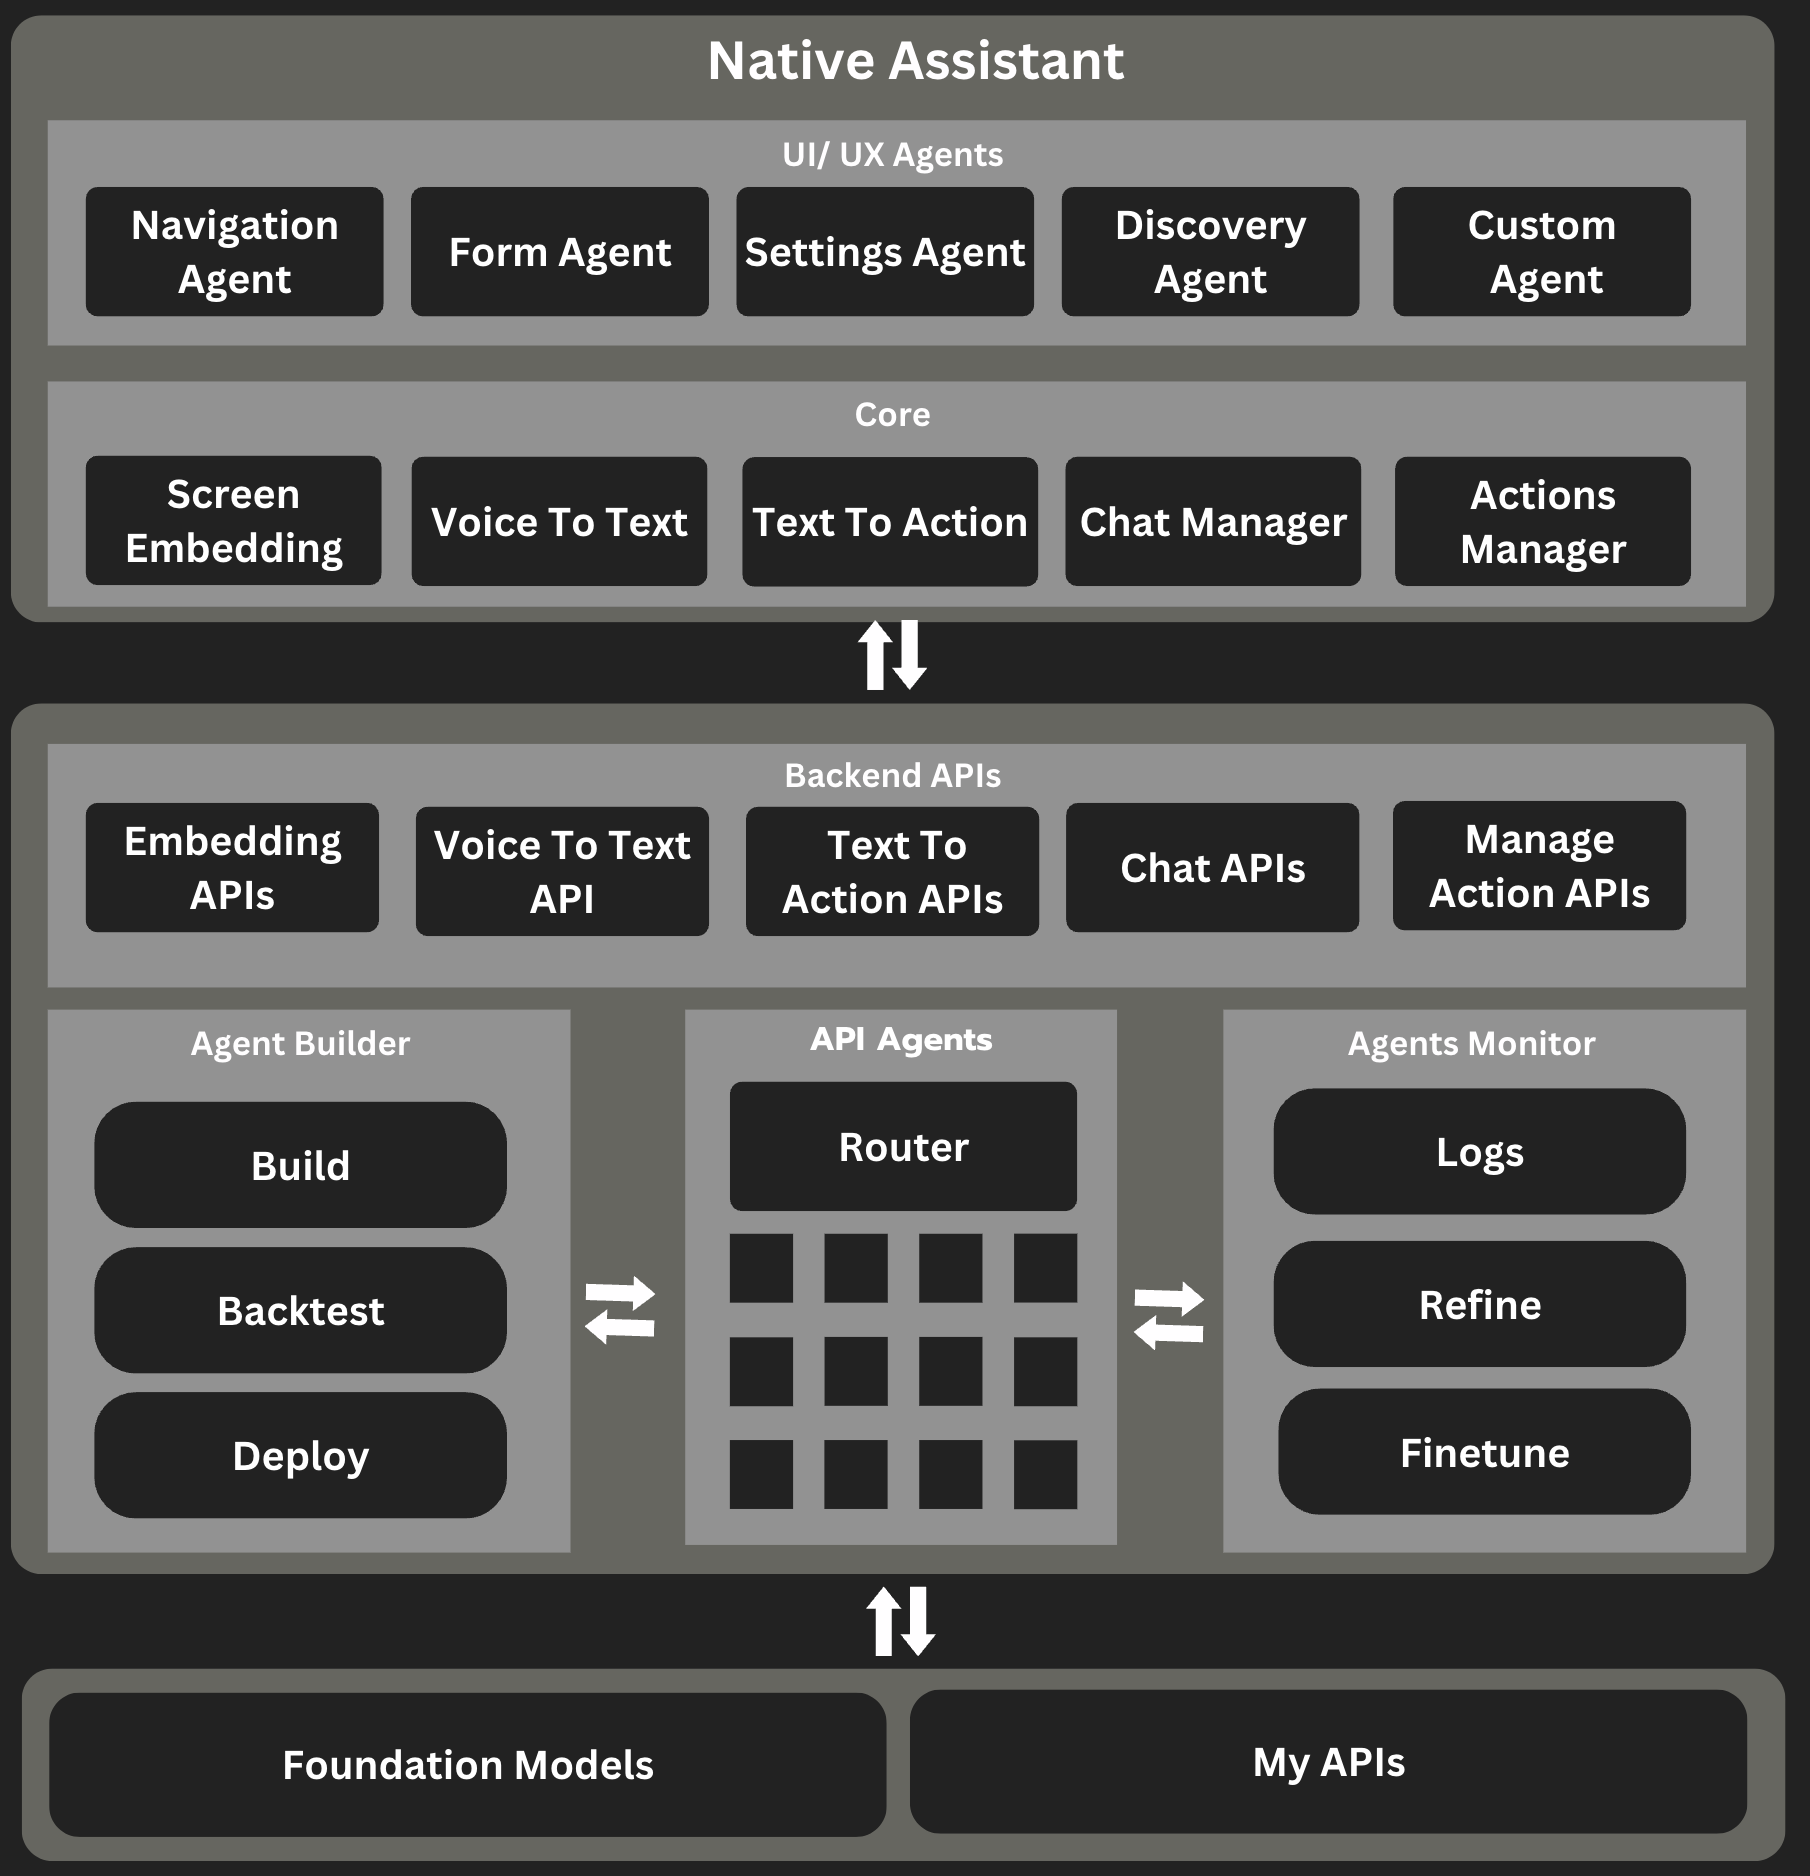 Native Assistant
UI/ UX Agents
Navigation
Agent
Form Agent
Settings Agent
Discovery
Agent
Custom
Agent
Core
Screen
Embedding
Voice To Text
Text To Action
Chat Manager
Actions
Manager
Backend APIs
Embedding
APIs
Voice To Text
API
Text To
Action APIs
Chat APIs
Manage
Action APIs
Agent Builder
Build
Backtest
Deploy
API Agents
Router
Agents Monitor
Logs
Refine
Finetune
Foundation Models
My APIs